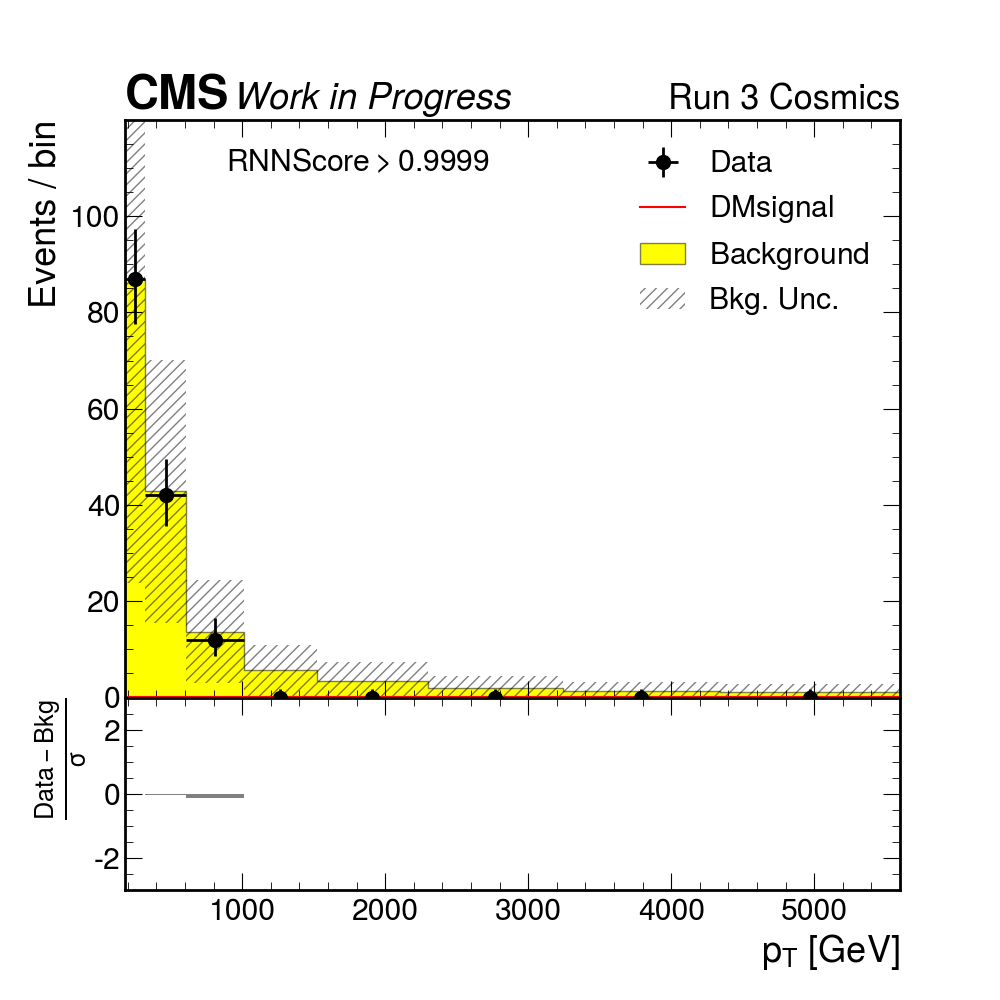 CMS Work in Progress
Run 3 Cosmics
Events / bin
RNNScore > 0.9999
Data
DMsignal
Background
Bkg. Unc.
100
80
60
40
20
0
Data – Bkg
σ
2
0
-2
1000 2000 3000 4000 5000
pT [GeV]